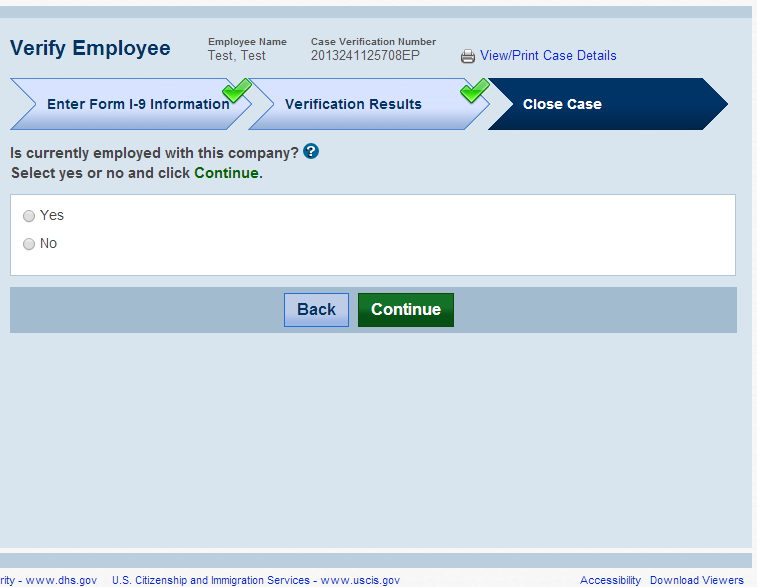 Verify Employee
Employee Name
Test, Test
Case Verification Number
2013241125708EP
View/Print Case Details
Enter Form I-9 Information
Verification Results
Close Case
Is currently employed with this company? ?
Select yes or no and click Continue.
Yes
No
Back
Continue
rity - www.dhs.gov
U.S. Citizenship and Immigration Services - www.uscis.gov
Accessibility
Download Viewers